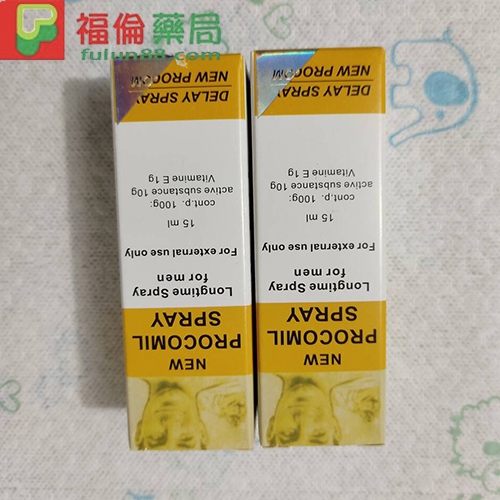 福倫藥局
fulun88.com
DELAY SPRAY
NEW PROCOMI
NEW
PROCOMIL
SPRAY
Longtime Spray
for men
For external use only
15 ml
cont.p. 100g:
active substance 10g
Vitamine E 1g
DELAY SPRAY
NEW PROCOM
NEW
PROCOMIL
SPRAY
Longtime Spray
for men
For external use only
15 ml
cont.p. 100g:
active substance 10g
Vitamine E 1g